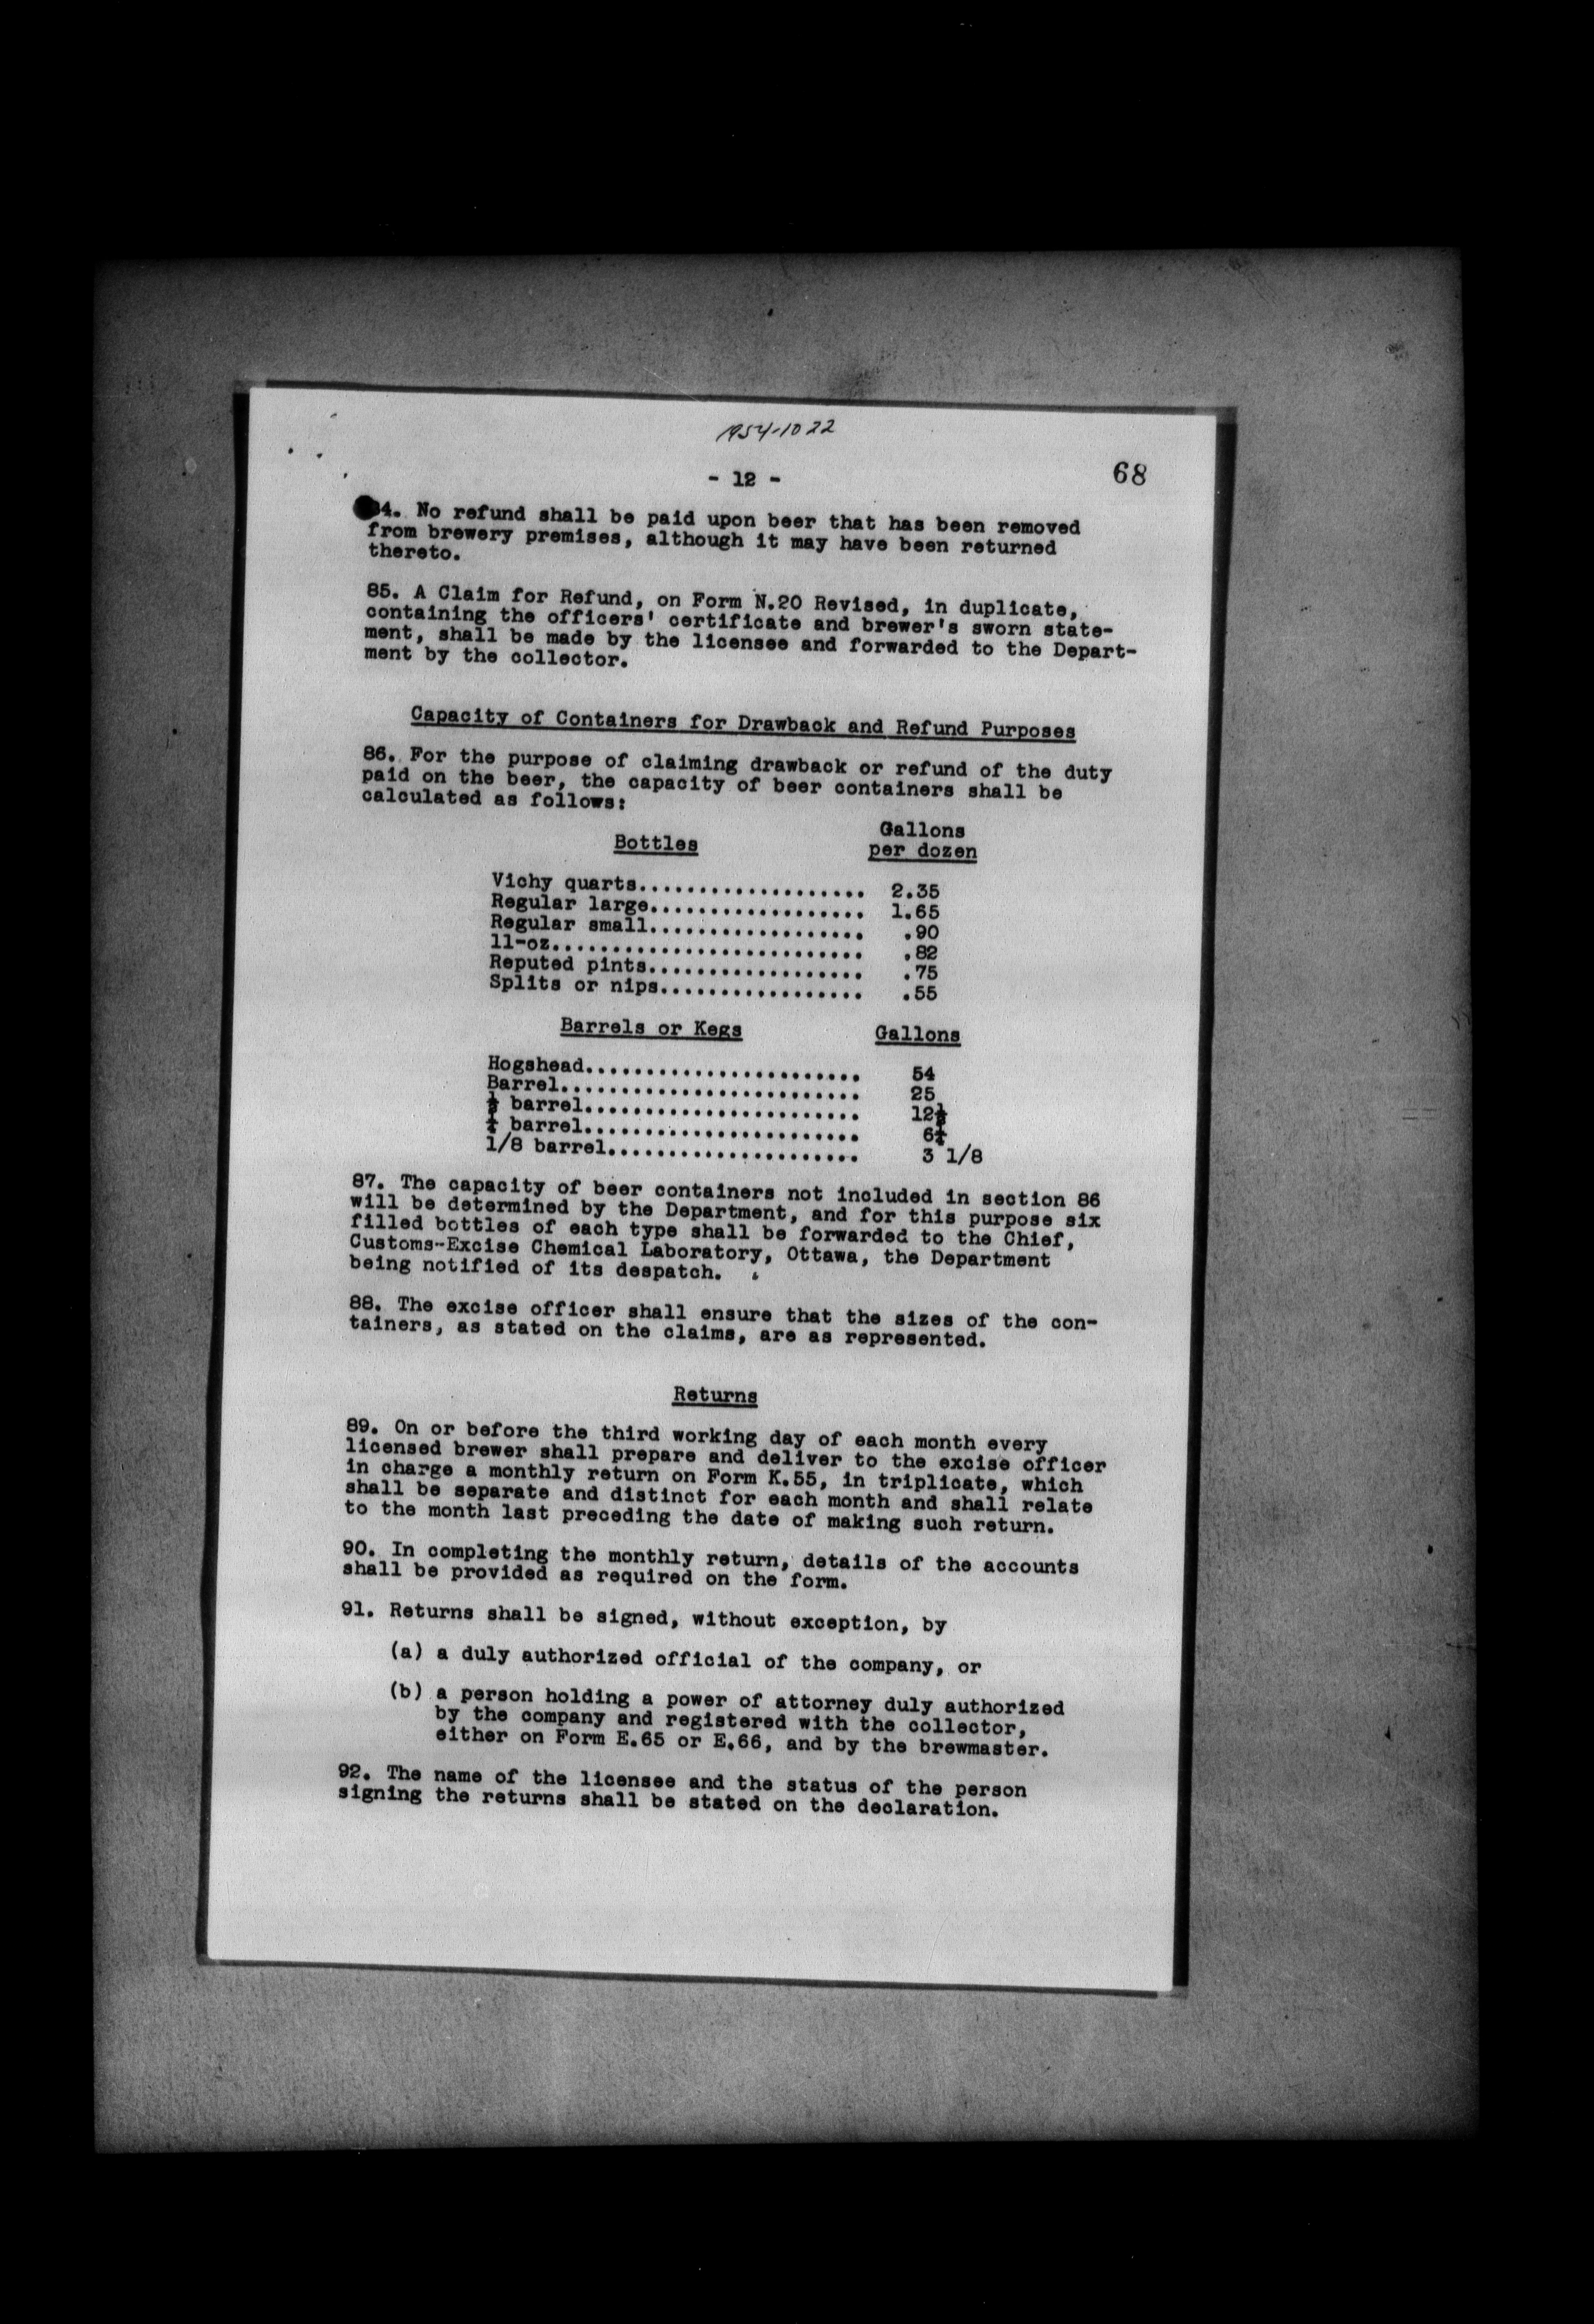 1954-1022
- 12 -
68
84. No refund shall be paid upon beer that has been removed
from brewery premises, although it may have been returned
thereto.
85. A Claim for Refund, on Form N.20 Revised, in duplicate,
containing the officers' certificate and brewer's sworn state-
ment, shall be made by the licensee and forwarded to the Depart-
ment by the collector.
Capacity of Containers for Drawback and Refund Purposes
86. For the purpose of claiming drawback or refund of the duty
paid on the beer, the capacity of beer containers shall be
calculated as follows:
Gallons
Bottles per dozen
Vichy quarts................... 2.35
Regular large.................. 1.65
Regular small.................. .90
11-oz.......................... .82
Reputed pints.................. .75
Splits or nips................. .55
Barrels or Kegs Gallons
Hogshead....................... 54
Barrel......................... 25
½ barrel....................... 12½
¼ barrel....................... 6¼
1/8 barrel..................... 3 1/8
87. The capacity of beer containers not included in section 86
will be determined by the Department, and for this purpose six
filled bottles of each type shall be forwarded to the Chief,
Customs-Excise Chemical Laboratory, Ottawa, the Department
being notified of its despatch.
88. The excise officer shall ensure that the sizes of the con-
tainers, as stated on the claims, are as represented.
Returns
89. On or before the third working day of each month every
licensed brewer shall prepare and deliver to the excise officer
in charge a monthly return on Form K.55, in triplicate, which
shall be separate and distinct for each month and shall relate
to the month last preceding the date of making such return.
90. In completing the monthly return, details of the accounts
shall be provided as required on the form.
91. Returns shall be signed, without exception, by
(a) a duly authorized official of the company, or
(b) a person holding a power of attorney duly authorized
by the company and registered with the collector,
either on Form E.65 or E.66, and by the brewmaster.
92. The name of the licensee and the status of the person
signing the returns shall be stated on the declaration.